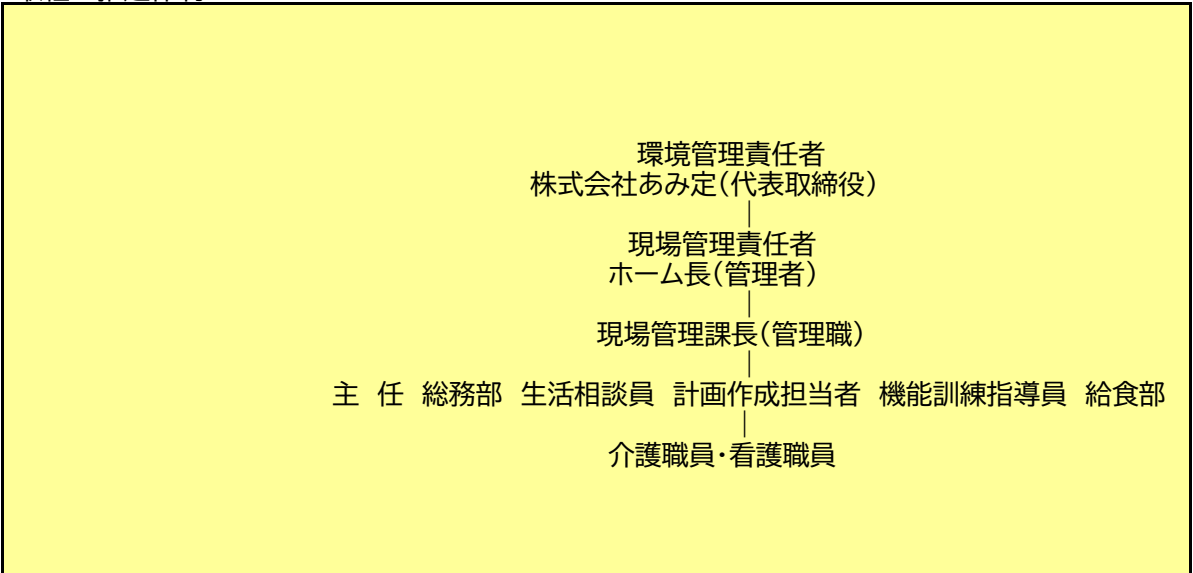 環境管理責任者
株式会社あみ定(代表取締役)
｜
現場管理責任者
ホーム長(管理者)
｜
現場管理課長(管理職)
｜
主　任　総務部　生活相談員　計画作成担当者　機能訓練指導員　給食部
｜
介護職員・看護職員